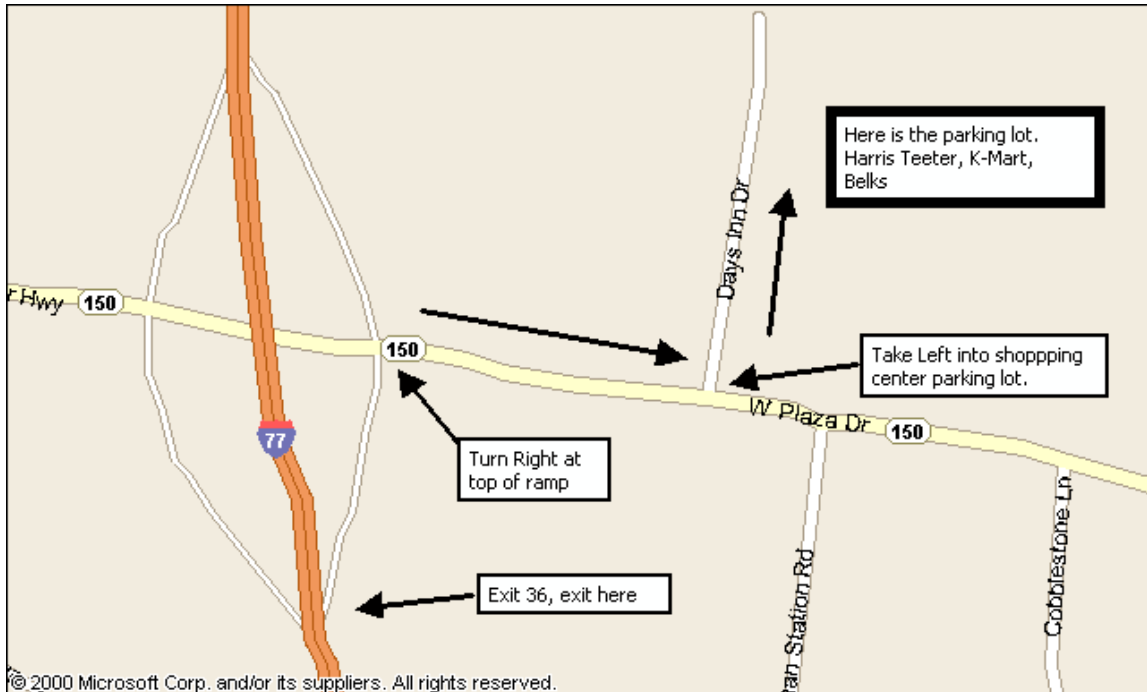 Here is the parking lot.
Harris Teeter, K-Mart,
Belks
Days Inn Dr
r Hwy
150
150
Take Left into shoppping
center parking lot.
W Plaza Dr
150
77
Turn Right at
top of ramp
Cobblestone Ln
an Station Rd
Exit 36, exit here
© 2000 Microsoft Corp. and/or its suppliers. All rights reserved.